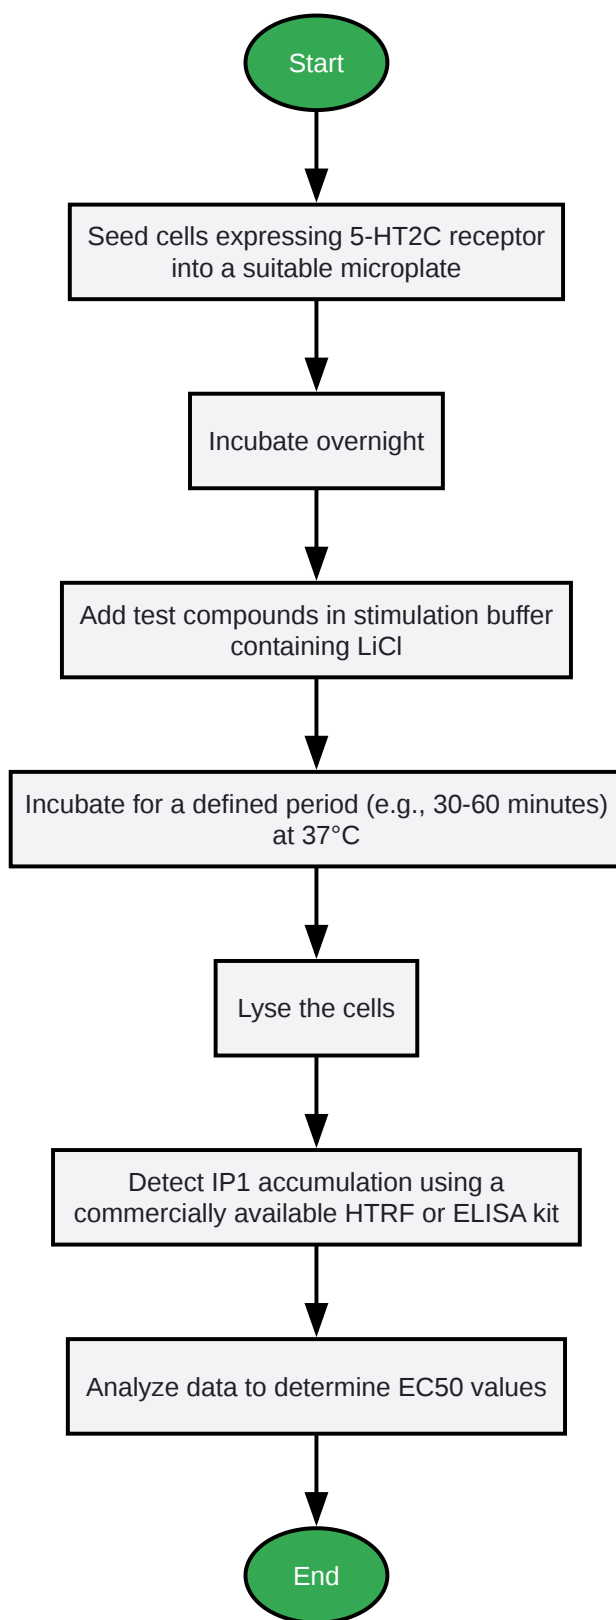 Start
Seed cells expressing 5-HT2C receptor
into a suitable microplate
Incubate overnight
Add test compounds in stimulation buffer
containing LiCl
Incubate for a defined period (e.g., 30-60 minutes)
at 37°C
Lyse the cells
Detect IP1 accumulation using a
commercially available HTRF or ELISA kit
Analyze data to determine EC50 values
End